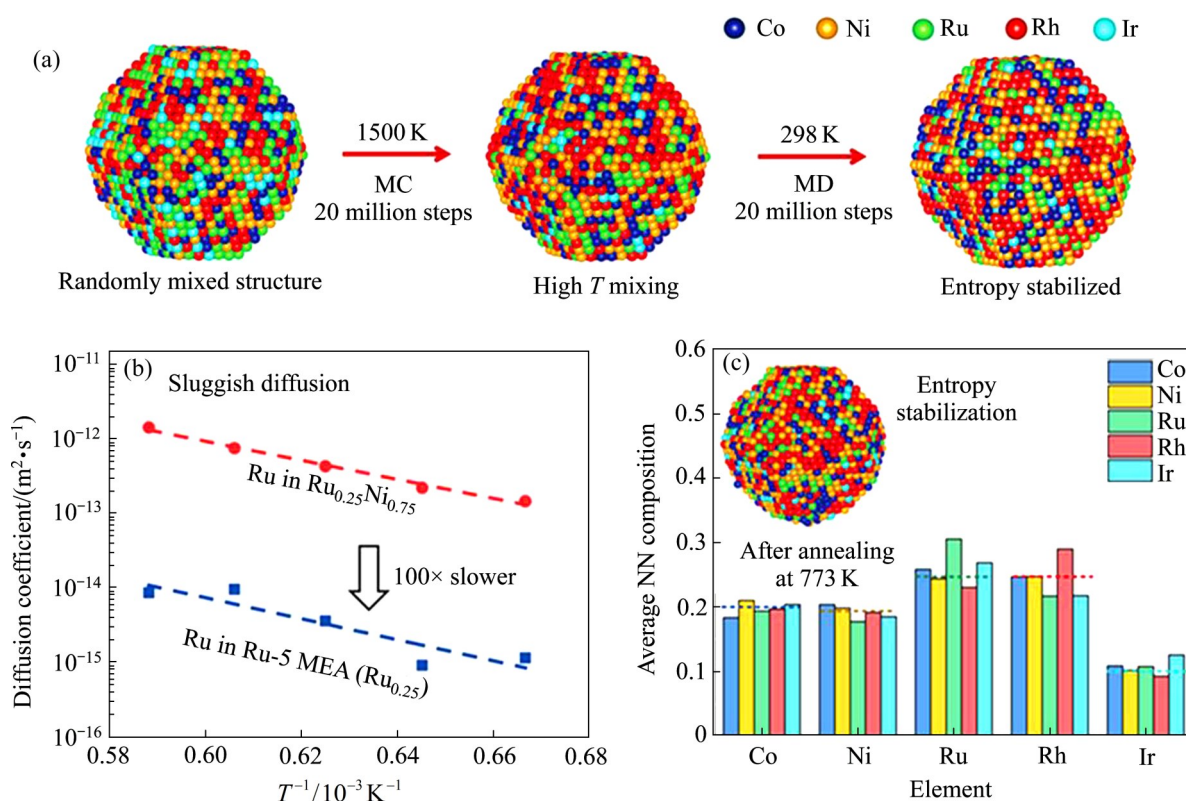 Co Ni Ru Rh Ir
(a)
1500 K
MC
20 million steps
298 K
MD
20 million steps
Randomly mixed structure
High T mixing
Entropy stabilized
(b)
Sluggish diffusion
Ru in Ru0.25Ni0.75
100× slower
Ru in Ru-5 MEA (Ru0.25)
Diffusion coefficient/(m²•s⁻¹)
10⁻¹¹
10⁻¹²
10⁻¹³
10⁻¹⁴
10⁻¹⁵
10⁻¹⁶
0.58 0.60 0.62 0.64 0.66 0.68
T⁻¹/10⁻³ K⁻¹
(c)
Entropy
stabilization
Co
Ni
Ru
Rh
Ir
After annealing
at 773 K
Average NN composition
0.6
0.5
0.4
0.3
0.2
0.1
0
Co Ni Ru Rh Ir
Element